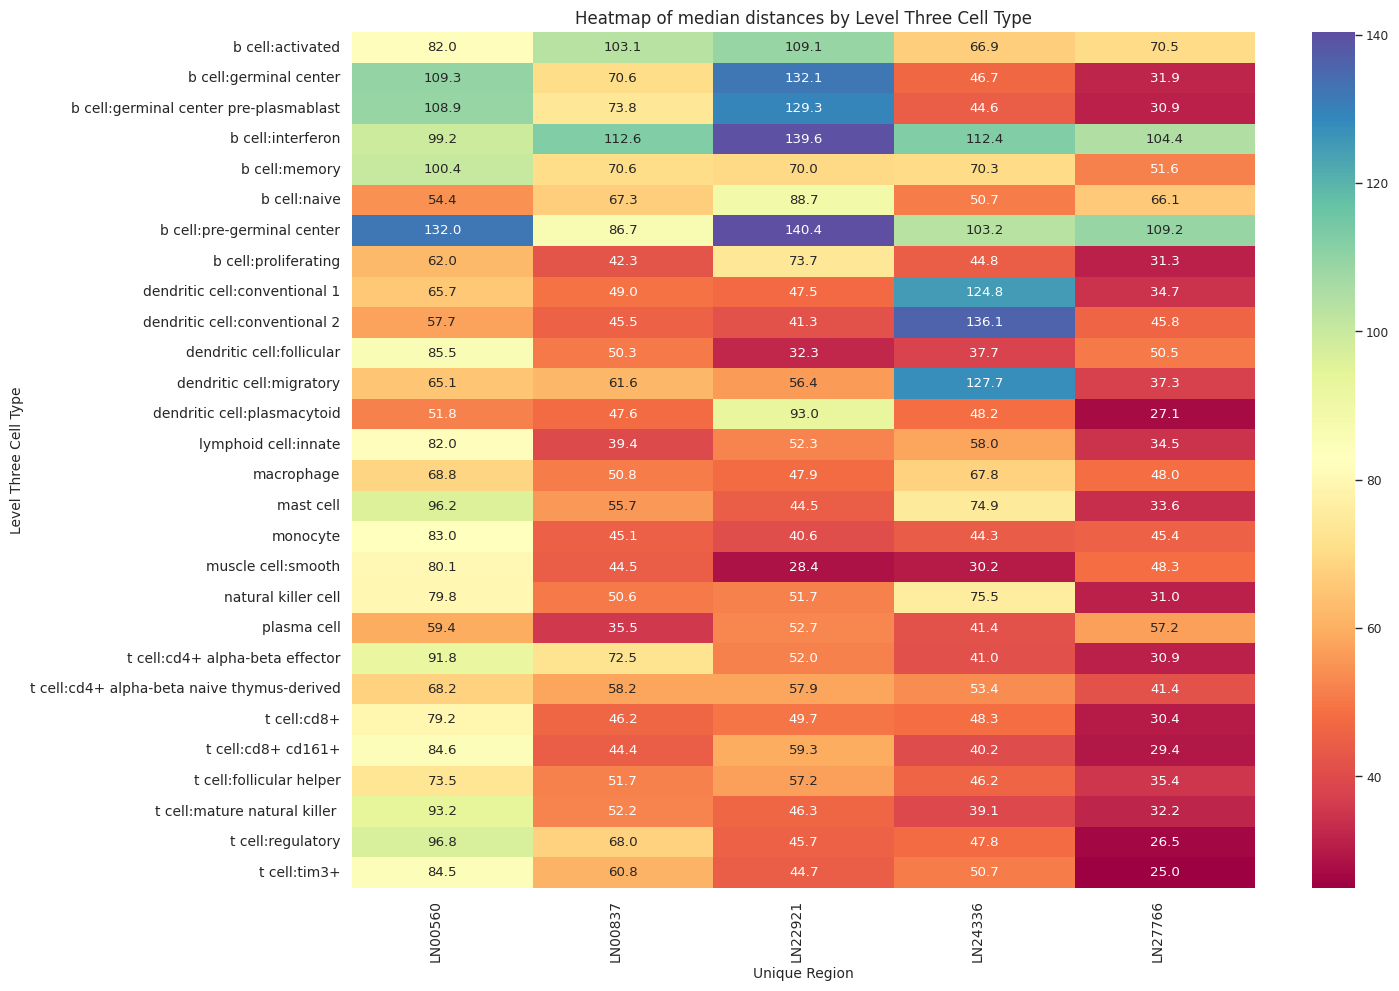 Heatmap of median distances by Level Three Cell Type
Level Three Cell Type
b cell:activated 82.0 103.1 109.1 66.9 70.5
b cell:germinal center 109.3 70.6 132.1 46.7 31.9
b cell:germinal center pre-plasmablast 108.9 73.8 129.3 44.6 30.9
b cell:interferon 99.2 112.6 139.6 112.4 104.4
b cell:memory 100.4 70.6 70.0 70.3 51.6
b cell:naive 54.4 67.3 88.7 50.7 66.1
b cell:pre-germinal center 132.0 86.7 140.4 103.2 109.2
b cell:proliferating 62.0 42.3 73.7 44.8 31.3
dendritic cell:conventional 1 65.7 49.0 47.5 124.8 34.7
dendritic cell:conventional 2 57.7 45.5 41.3 136.1 45.8
dendritic cell:follicular 85.5 50.3 32.3 37.7 50.5
dendritic cell:migratory 65.1 61.6 56.4 127.7 37.3
dendritic cell:plasmacytoid 51.8 47.6 93.0 48.2 27.1
lymphoid cell:innate 82.0 39.4 52.3 58.0 34.5
macrophage 68.8 50.8 47.9 67.8 48.0
mast cell 96.2 55.7 44.5 74.9 33.6
monocyte 83.0 45.1 40.6 44.3 45.4
muscle cell:smooth 80.1 44.5 28.4 30.2 48.3
natural killer cell 79.8 50.6 51.7 75.5 31.0
plasma cell 59.4 35.5 52.7 41.4 57.2
t cell:cd4+ alpha-beta effector 91.8 72.5 52.0 41.0 30.9
t cell:cd4+ alpha-beta naive thymus-derived 68.2 58.2 57.9 53.4 41.4
t cell:cd8+ 79.2 46.2 49.7 48.3 30.4
t cell:cd8+ cd161+ 84.6 44.4 59.3 40.2 29.4
t cell:follicular helper 73.5 51.7 57.2 46.2 35.4
t cell:mature natural killer 93.2 52.2 46.3 39.1 32.2
t cell:regulatory 96.8 68.0 45.7 47.8 26.5
t cell:tim3+ 84.5 60.8 44.7 50.7 25.0
LN00560 LN00837 LN22921 LN24336 LN27766
Unique Region
140
120
100
80
60
40